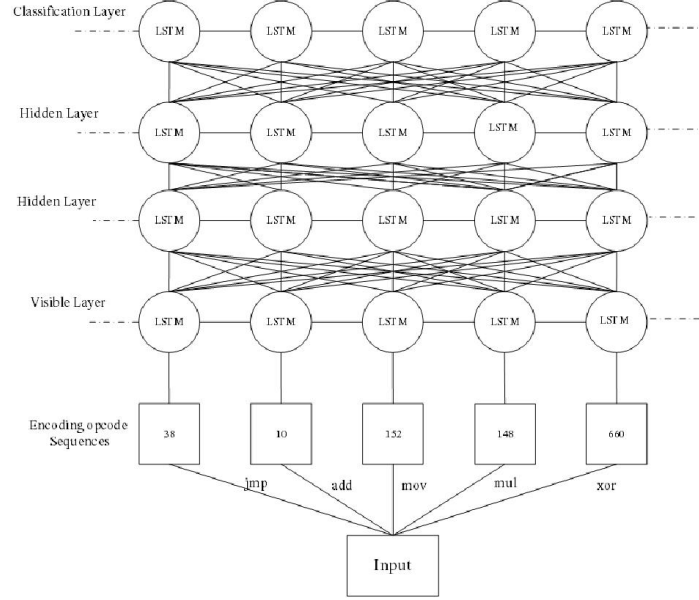 Classification Layer
LSTM LSTM LSTM LSTM LSTM
Hidden Layer
LSTM LSTM LSTM LSTM LSTM
Hidden Layer
LSTM LSTM LSTM LSTM LSTM
Visible Layer
LSTM LSTM LSTM LSTM LSTM
Encoding opcode
Sequences
38 10 152 148 660
jmp add mov mul xor
Input